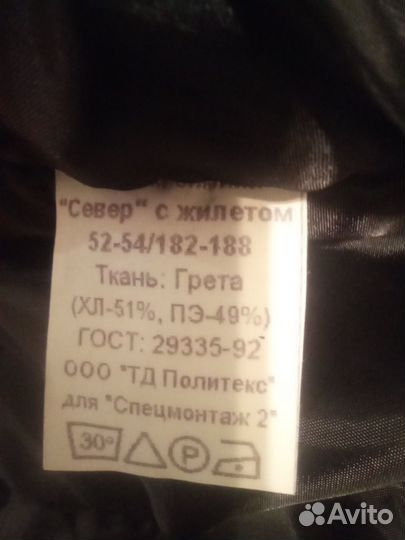 "Север" с жилетом
52-54/182-188
Ткань: Грета
(ХЛ-51%, ПЭ-49%)
ГОСТ: 29335-92
ООО "ТД Политекс"
для "Спецмонтаж 2"
30° P
Avito